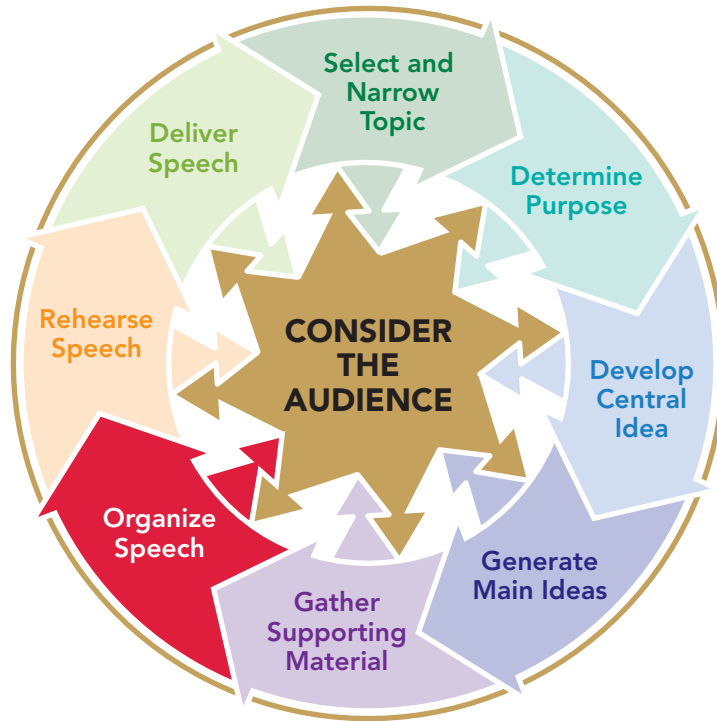 Select and
Narrow
Topic
Determine
Purpose
Develop
Central
Idea
Generate
Main Ideas
Gather
Supporting
Material
Organize
Speech
Rehearse
Speech
Deliver
Speech
CONSIDER
THE
AUDIENCE